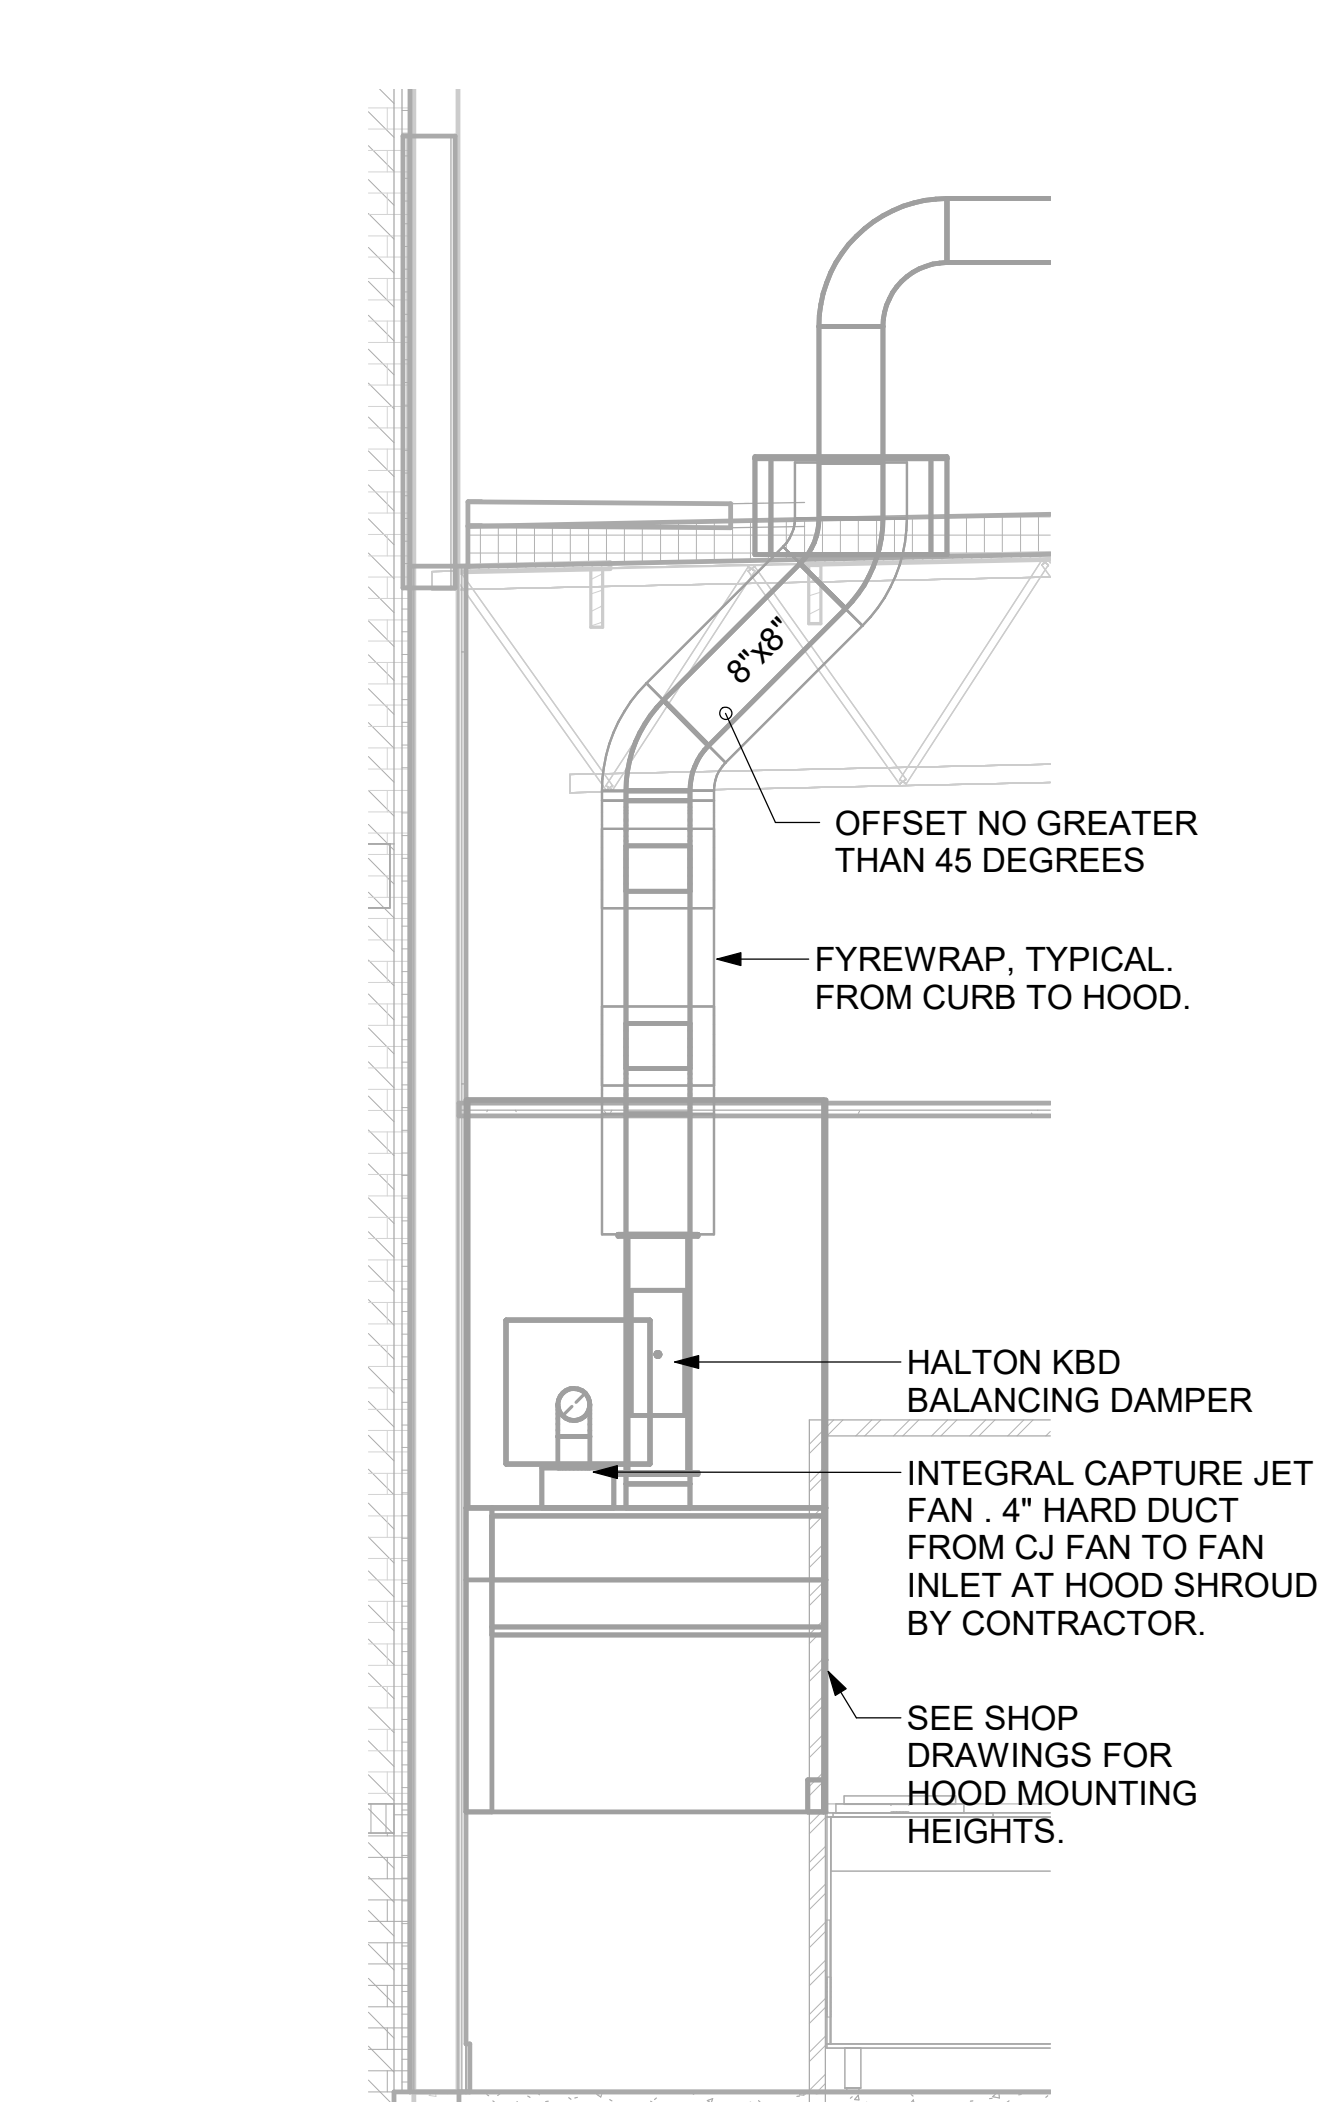 8"x8"
OFFSET NO GREATER
THAN 45 DEGREES
FYREWRAP, TYPICAL.
FROM CURB TO HOOD.
HALTON KBD
BALANCING DAMPER
INTEGRAL CAPTURE JET
FAN . 4" HARD DUCT
FROM CJ FAN TO FAN
INLET AT HOOD SHROUD
BY CONTRACTOR.
SEE SHOP
DRAWINGS FOR
HOOD MOUNTING
HEIGHTS.